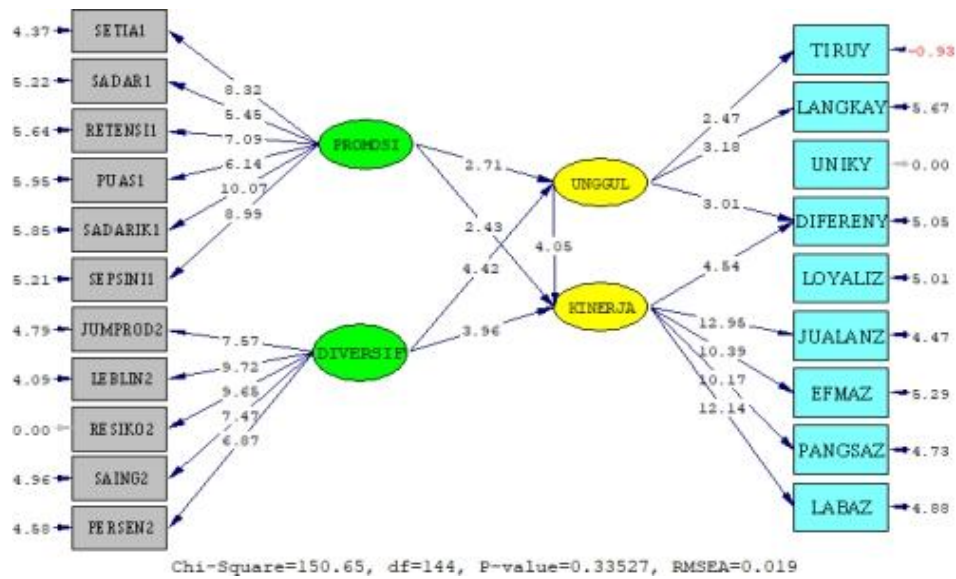 4.37 SETIA1
5.22 SADAR1
5.64 RETENSI1
5.95 PUAS1
5.85 SADARIK1
5.21 SEPSINI1
4.79 JUMPROD2
4.09 LEBLIN2
0.00 RESIKO2
4.96 SAING2
4.58 PERSEN2
8.32
5.45
7.09
6.14
10.07
8.99
7.57
9.72
9.65
7.47
6.87
PROMOSI
DIVERSIF
2.71
2.43
4.42
3.96
UNGGUL
4.05
KINERJA
2.47
3.18
3.01
4.54
12.95
10.39
10.17
12.14
TIRUY -0.93
LANGKAY 5.67
UNIKY 0.00
DIFERENY 5.05
LOYALIZ 5.01
JUALANZ 4.47
EFMAZ 5.29
PANGSAZ 4.73
LABAZ 4.88
Chi-Square=150.65, df=144, P-value=0.33527, RMSEA=0.019